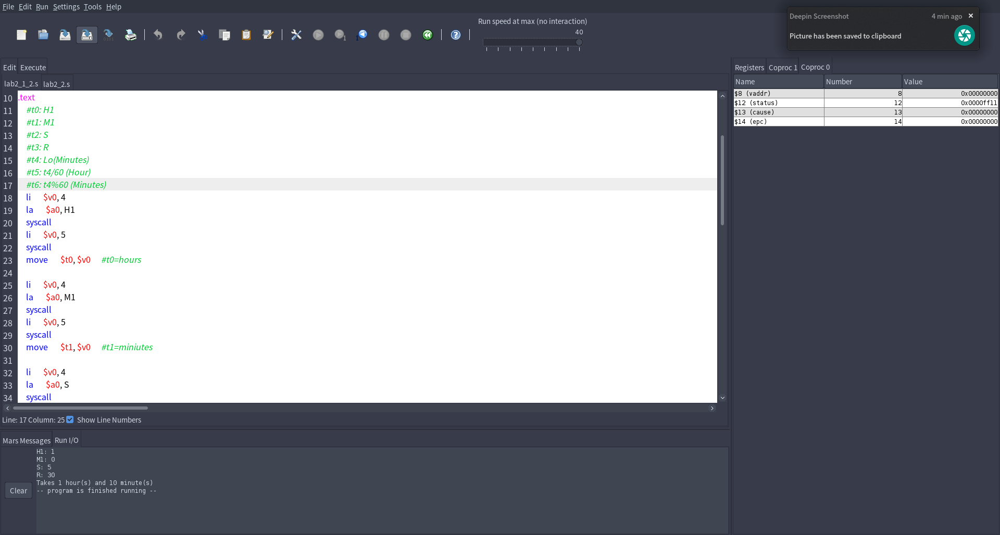 File Edit Run Settings Tools Help
Run speed at max (no interaction)
40
Deepin Screenshot 4 min ago
Picture has been saved to clipboard
Edit Execute
lab2_1_2.s lab2_2.s
10 .text
11 #t0: H1
12 #t1: M1
13 #t2: S
14 #t3: R
15 #t4: Lo(Minutes)
16 #t5: t4/60 (Hour)
17 #t6: t4%60 (Minutes)
18 li $v0, 4
19 la $a0, H1
20 syscall
21 li $v0, 5
22 syscall
23 move $t0, $v0 #t0=hours
24
25 li $v0, 4
26 la $a0, M1
27 syscall
28 li $v0, 5
29 syscall
30 move $t1, $v0 #t1=miniutes
31
32 li $v0, 4
33 la $a0, S
34 syscall
Line: 17 Column: 25 Show Line Numbers
Registers Coproc 1 Coproc 0
Name Number Value
$8 (vaddr) 8 0x00000000
$12 (status) 12 0x0000ff11
$13 (cause) 13 0x00000000
$14 (epc) 14 0x00000000
Mars Messages Run I/O
Clear
H1: 1
M1: 0
S: 5
R: 30
Takes 1 hour(s) and 10 minute(s)
-- program is finished running --